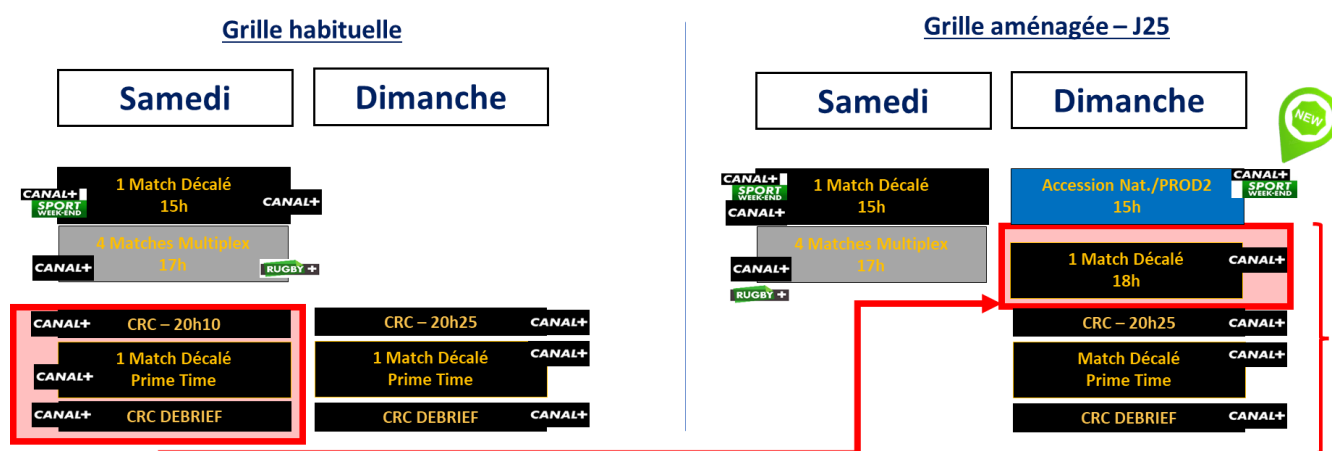 Grille habituelle
Samedi
Dimanche
CANAL+
SPORT
WEEK-END
1 Match Décalé
15h
CANAL+
4 Matches Multiplex
17h
CANAL+
RUGBY +
CANAL+
CRC – 20h10
1 Match Décalé
Prime Time
CANAL+
CANAL+
CRC DEBRIEF
CRC – 20h25
CANAL+
1 Match Décalé
Prime Time
CANAL+
CRC DEBRIEF
CANAL+
Grille aménagée – J25
Samedi
Dimanche
NEW
CANAL+
SPORT
WEEK-END
CANAL+
1 Match Décalé
15h
4 Matches Multiplex
17h
CANAL+
RUGBY +
Accession Nat./PROD2
15h
CANAL+
SPORT
WEEK-END
1 Match Décalé
18h
CANAL+
CRC – 20h25
CANAL+
Match Décalé
Prime Time
CANAL+
CRC DEBRIEF
CANAL+